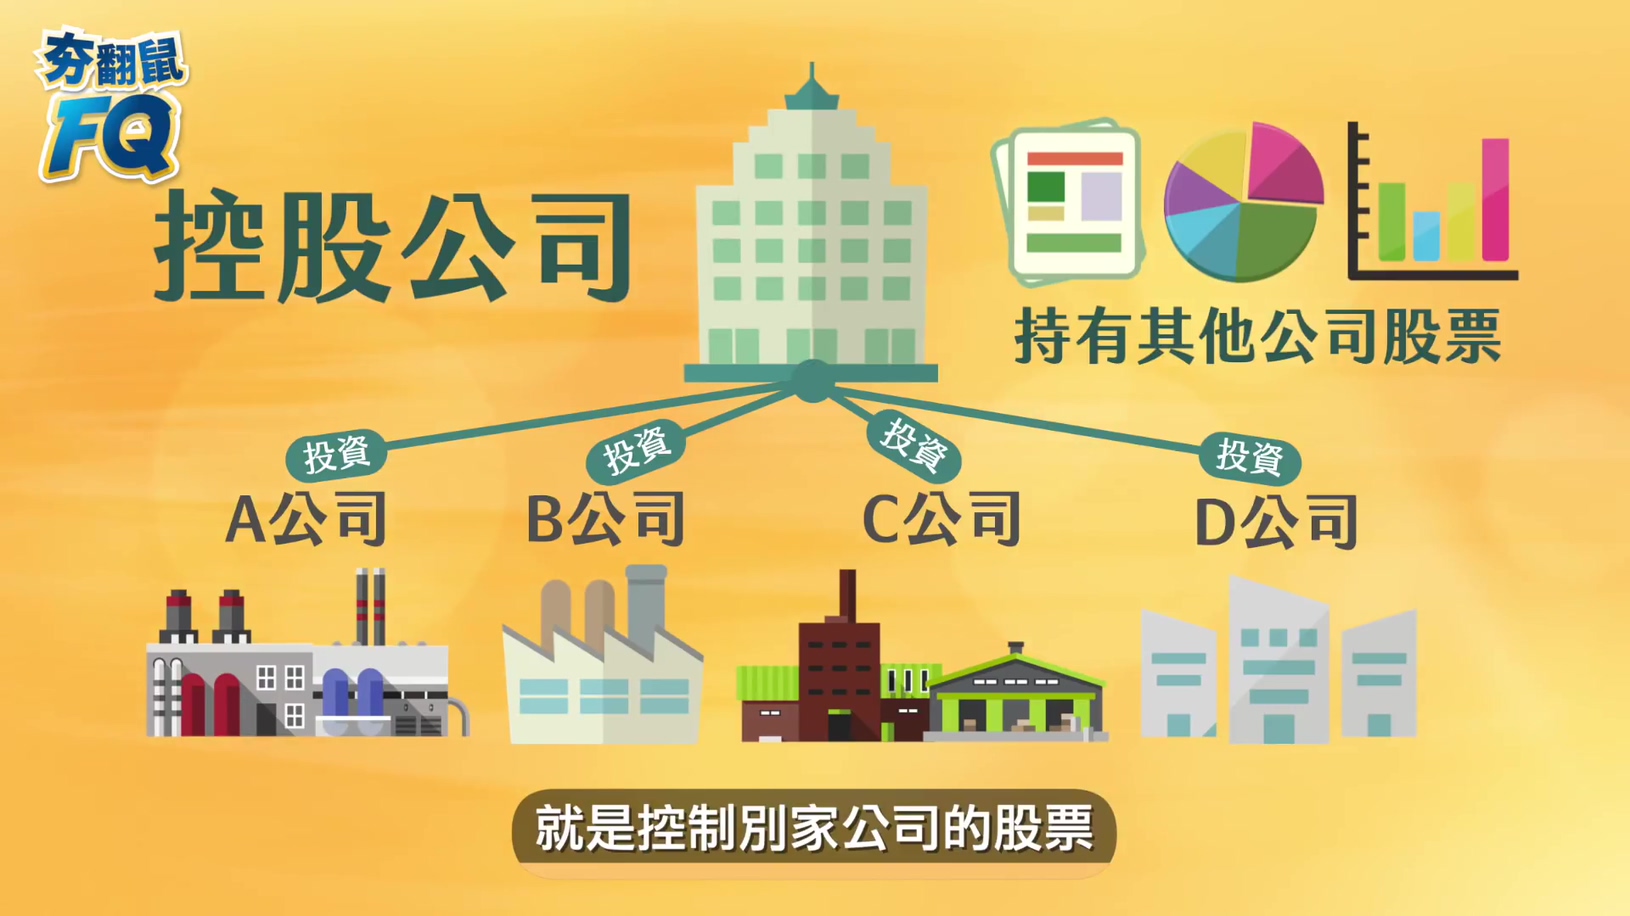 夯翻鼠
FQ
控股公司
持有其他公司股票
投資
投資
投資
投資
A公司
B公司
C公司
D公司
就是控制別家公司的股票